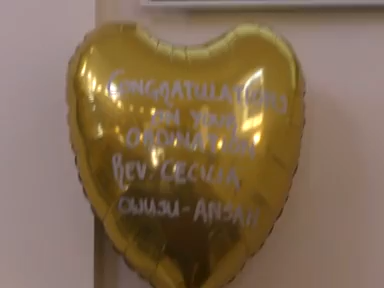 CONGRATULATIONS
ON YOUR
ORDINATION
REV. CECILIA
OWUSU-ANSAH